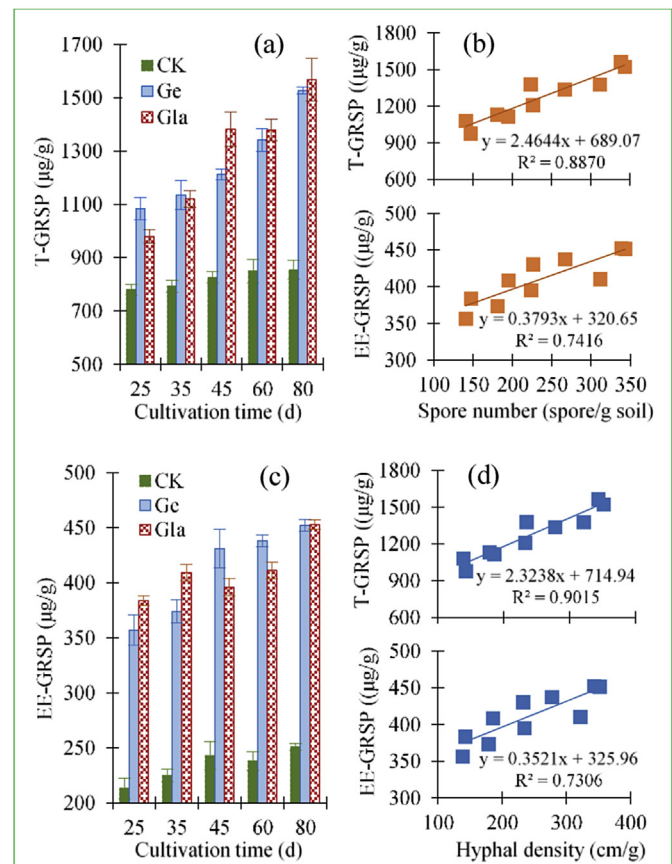 (a)
1700
1500
1300
1100
900
700
500
T-GRSP (μg/g)
CK
Ge
Gla
25 35 45 60 80
Cultivation time (d)
(b)
1800
1500
1200
900
600
T-GRSP ((μg/g)
y = 2.4644x + 689.07
R² = 0.8870
500
450
400
350
300
EE-GRSP ((μg/g)
y = 0.3793x + 320.65
R² = 0.7416
100 150 200 250 300 350
Spore number (spore/g soil)
(c)
500
450
400
350
300
250
200
EE-GRSP (μg/g)
CK
Ge
Gla
25 35 45 60 80
Cultivation time (d)
(d)
1800
1500
1200
900
600
T-GRSP ((μg/g)
y = 2.3238x + 714.94
R² = 0.9015
500
450
400
350
300
EE-GRSP ((μg/g)
y = 0.3521x + 325.96
R² = 0.7306
100 200 300 400
Hyphal density (cm/g)